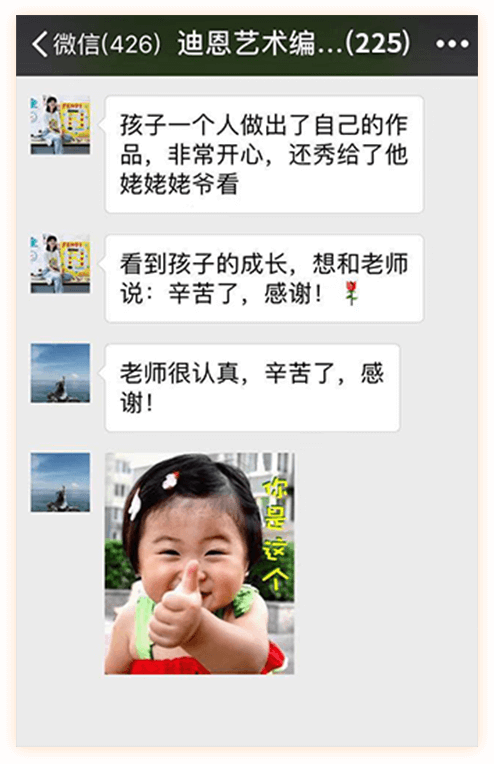 微信(426) 迪恩艺术编...(225)
孩子一个人做出了自己的作
品，非常开心，还秀给了他
姥姥姥爷看
看到孩子的成长，想和老师
说：辛苦了，感谢！🌹
老师很认真，辛苦了，感
谢！
你是这个